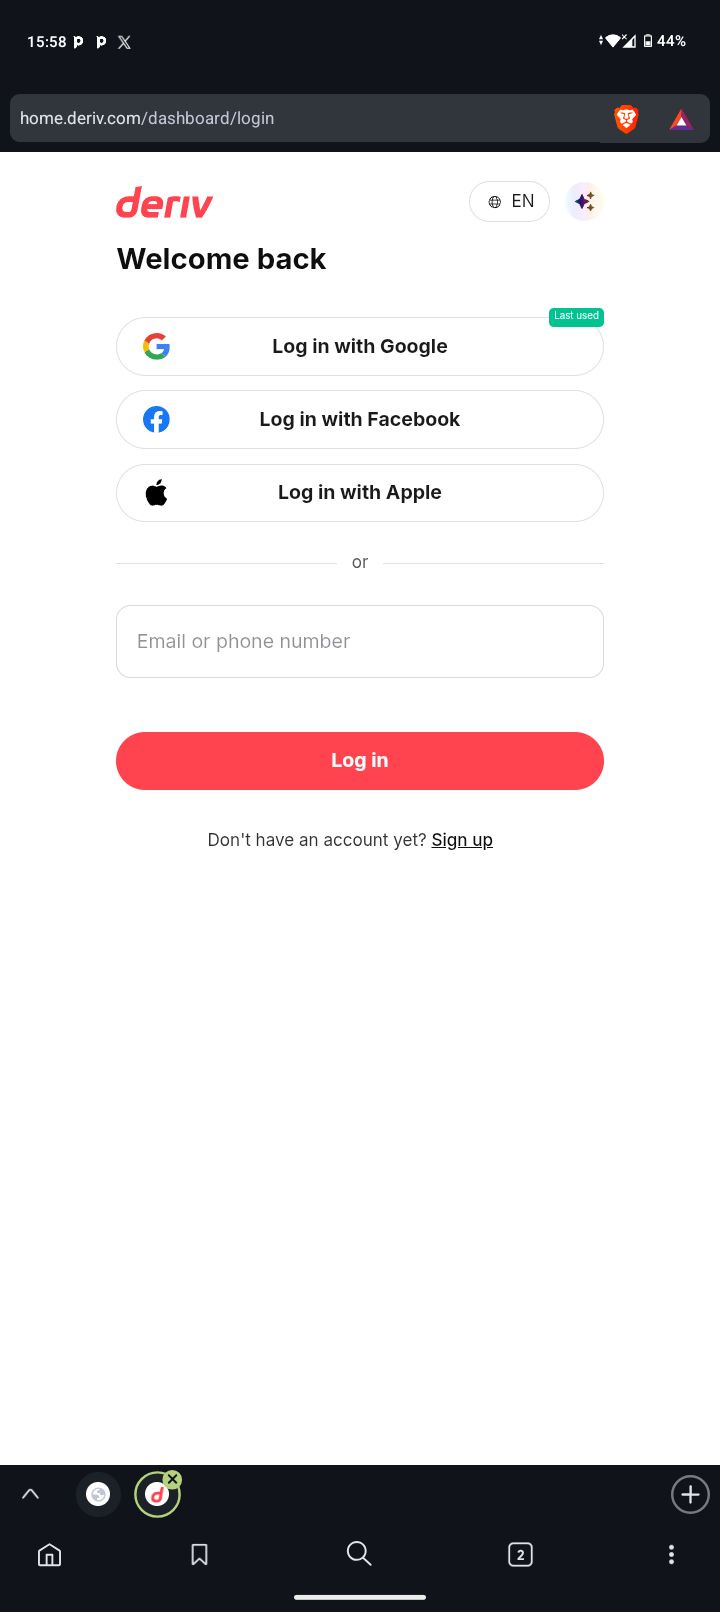 15:58
44%
home.deriv.com/dashboard/login
deriv
EN
Welcome back
Last used
Log in with Google
Log in with Facebook
Log in with Apple
or
Email or phone number
Log in
Don't have an account yet? Sign up
2